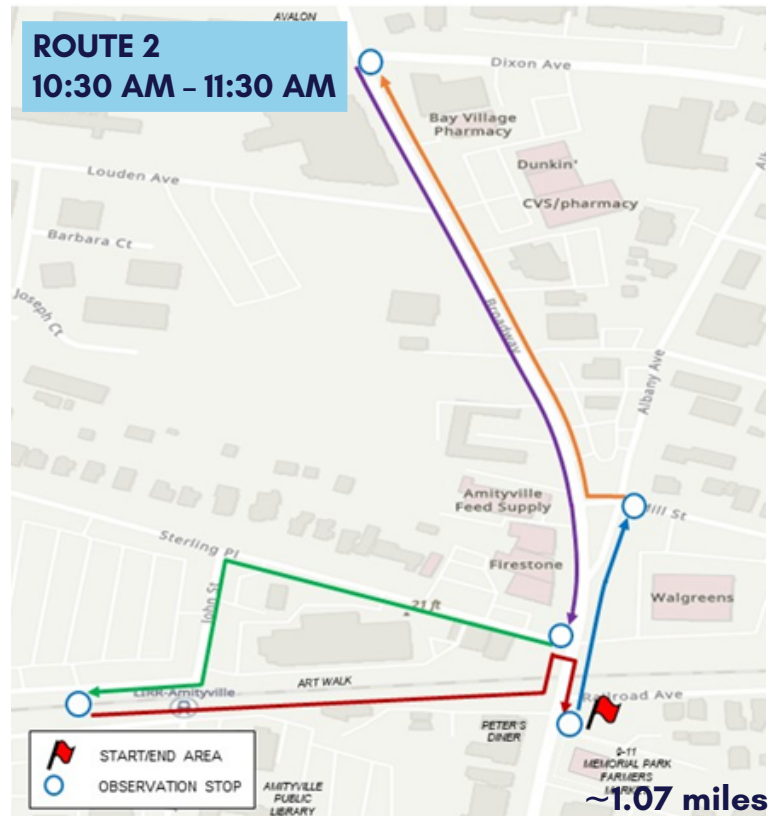 AVALON
ROUTE 2
10:30 AM – 11:30 AM
Dixon Ave
Bay Village
Pharmacy
Dunkin'
CVS/pharmacy
Louden Ave
Barbara Ct
Joseph Ct
Broadway
Albany Ave
Amityville
Feed Supply
Firestone
Sterling Pl
John St
21 ft
Walgreens
LIRR-Amityville
ART WALK
Railroad Ave
PETER'S
DINER
9-11
MEMORIAL PARK
FARMERS
START/END AREA
OBSERVATION STOP
AMITYVILLE
PUBLIC
LIBRARY
~1.07 miles